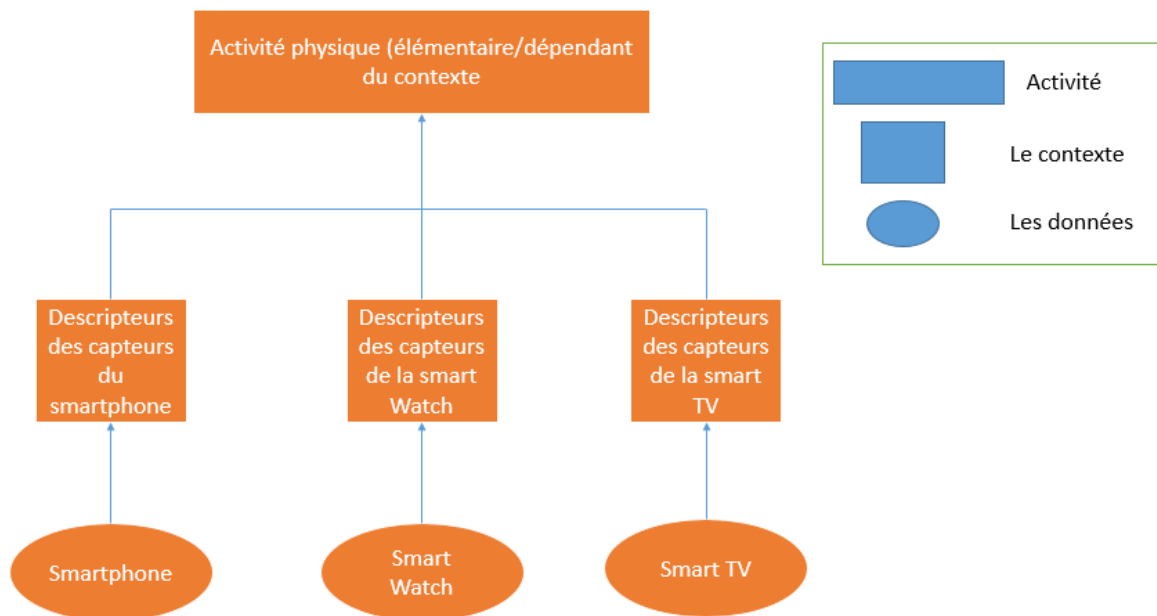 Activité physique (élémentaire/dépendant
du contexte
Activité
Le contexte
Les données
Descripteurs
des capteurs
du
smartphone
Descripteurs
des capteurs
de la smart
Watch
Descripteurs
des capteurs
de la smart
TV
Smartphone
Smart
Watch
Smart TV